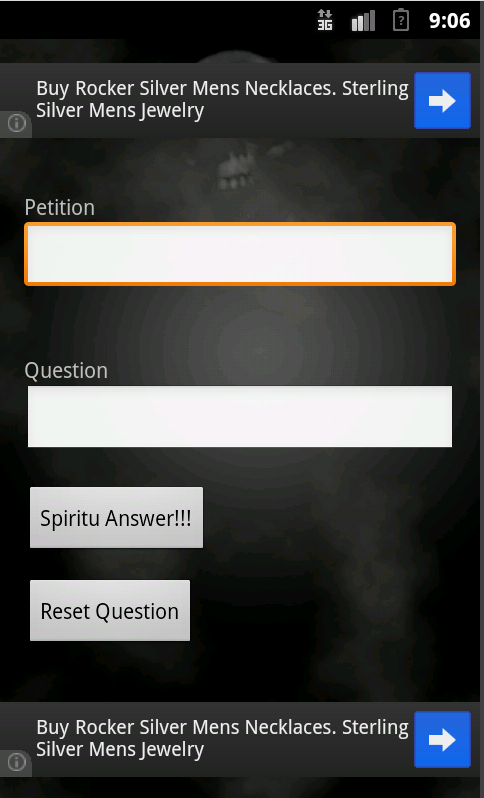 3G 9:06
Buy Rocker Silver Mens Necklaces. Sterling
Silver Mens Jewelry
Petition
Question
Spiritu Answer!!!
Reset Question
Buy Rocker Silver Mens Necklaces. Sterling
Silver Mens Jewelry